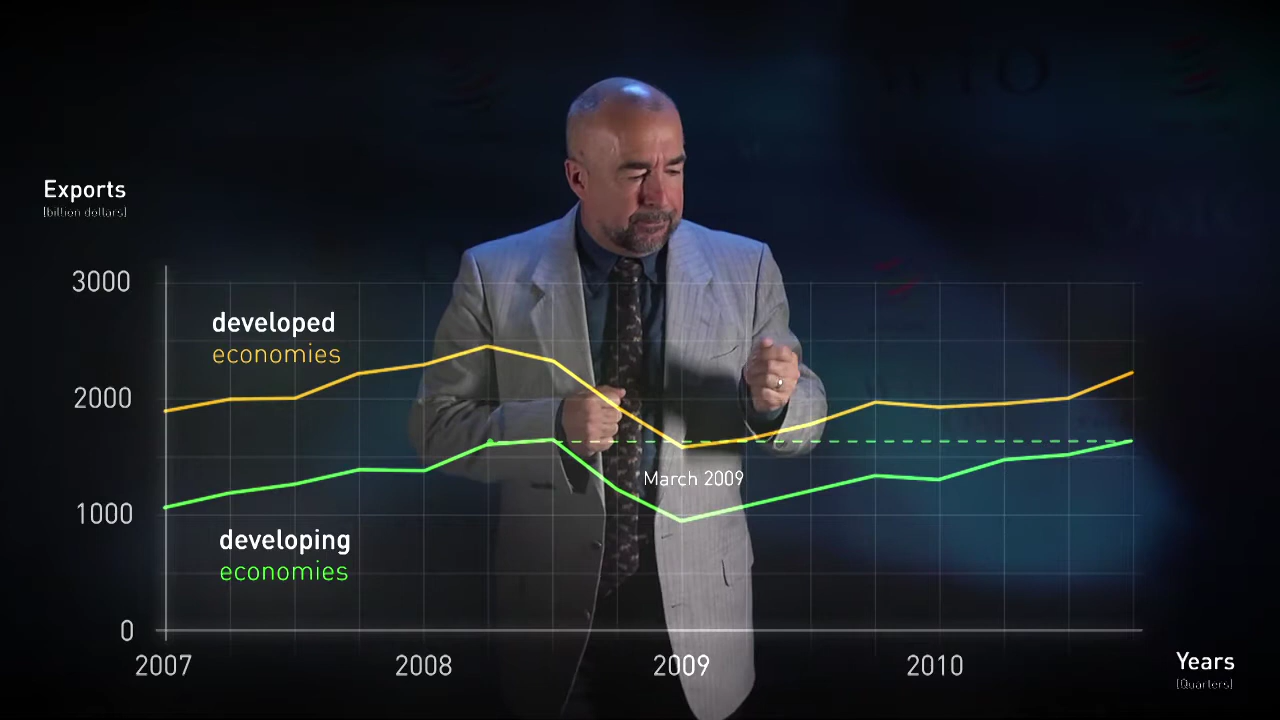 Exports
(billion dollars)
3000
developed
economies
2000
March 2009
1000
developing
economies
0
2007
2008
2009
2010
Years
(Quarters)
WTO